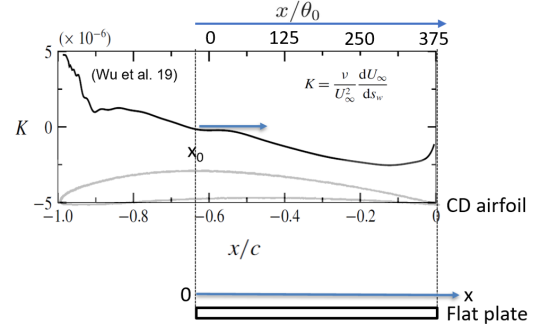 x/θ₀
0 125 250 375
(× 10⁻⁶)
5
(Wu et al. 19)
K = ν/U²∞ dU∞/ds_w
K 0
x₀
−5
−1.0 −0.8 −0.6 −0.4 −0.2 0 CD airfoil
x/c
0 x
Flat plate